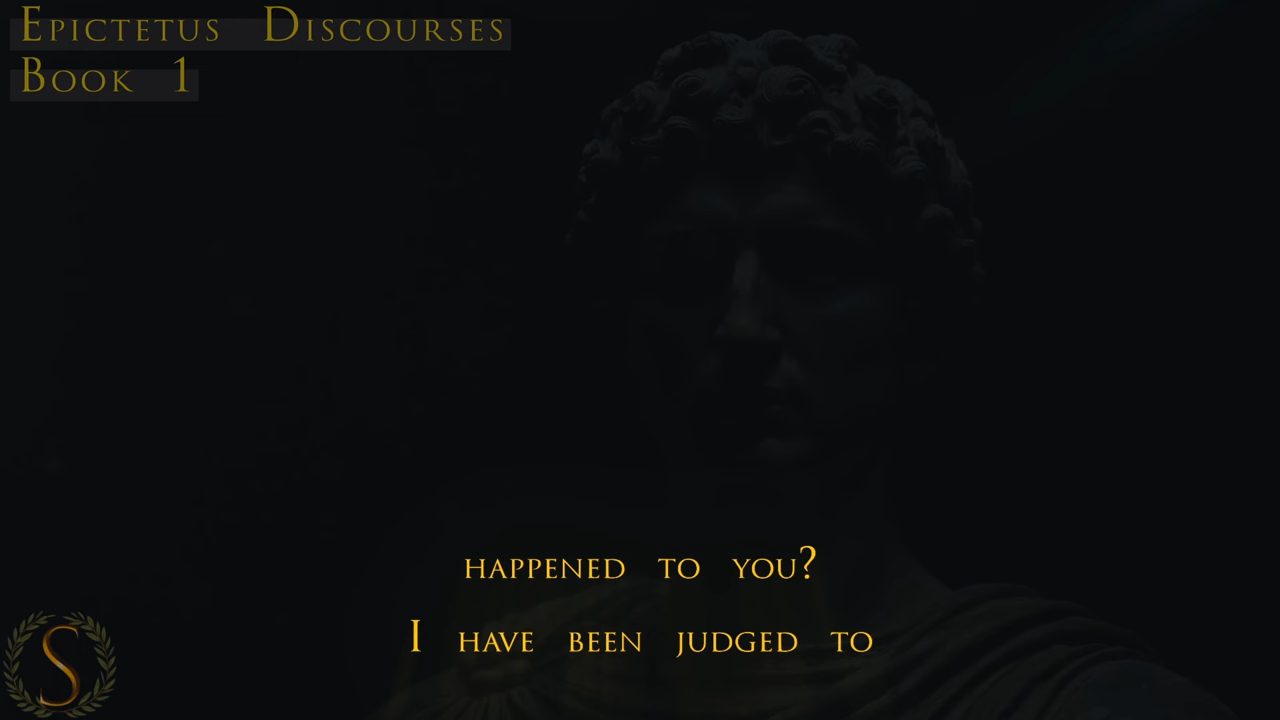 Epictetus Discourses
Book 1
happened to you?
I have been judged to
S